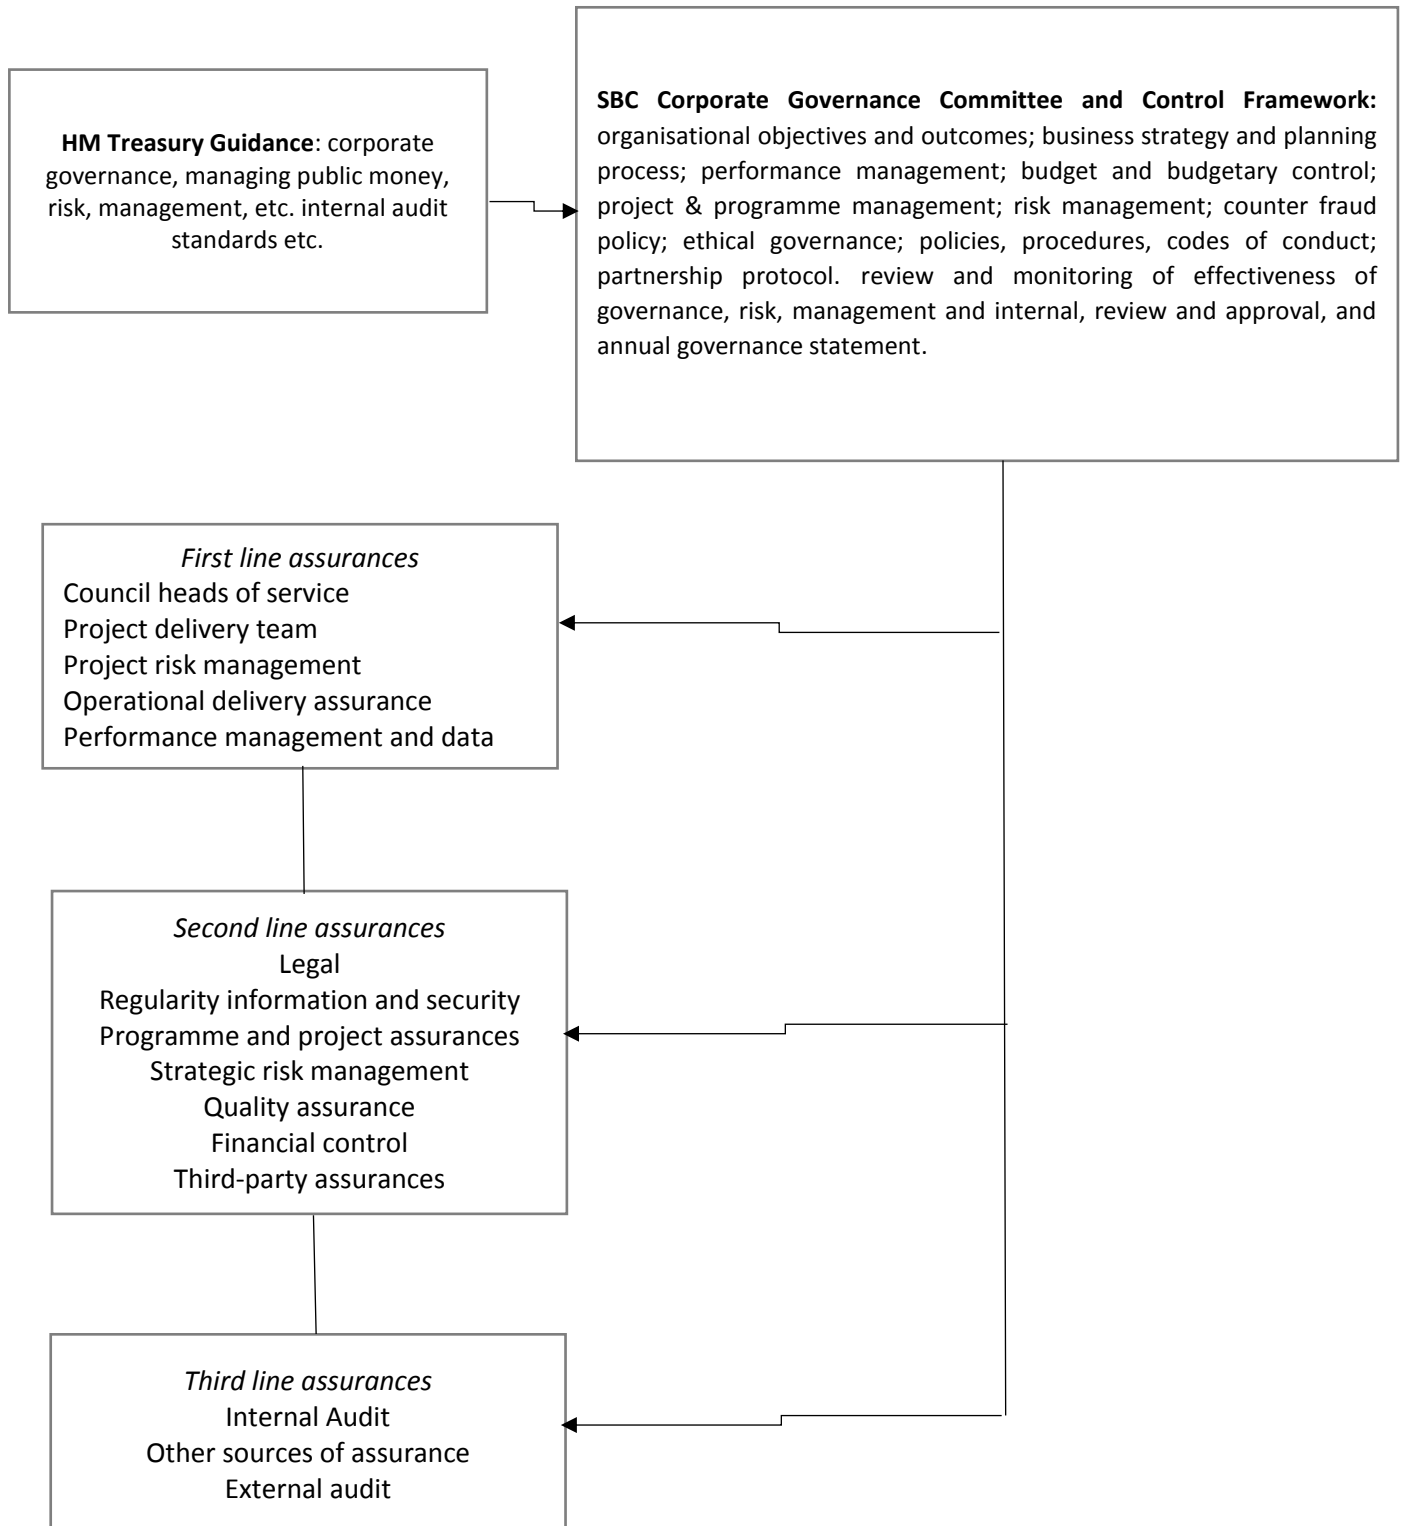 HM Treasury Guidance: corporate
governance, managing public money,
risk, management, etc. internal audit
standards etc.
SBC Corporate Governance Committee and Control Framework:
organisational objectives and outcomes; business strategy and planning
process; performance management; budget and budgetary control;
project & programme management; risk management; counter fraud
policy; ethical governance; policies, procedures, codes of conduct;
partnership protocol. review and monitoring of effectiveness of
governance, risk, management and internal, review and approval, and
annual governance statement.
First line assurances
Council heads of service
Project delivery team
Project risk management
Operational delivery assurance
Performance management and data
Second line assurances
Legal
Regularity information and security
Programme and project assurances
Strategic risk management
Quality assurance
Financial control
Third-party assurances
Third line assurances
Internal Audit
Other sources of assurance
External audit